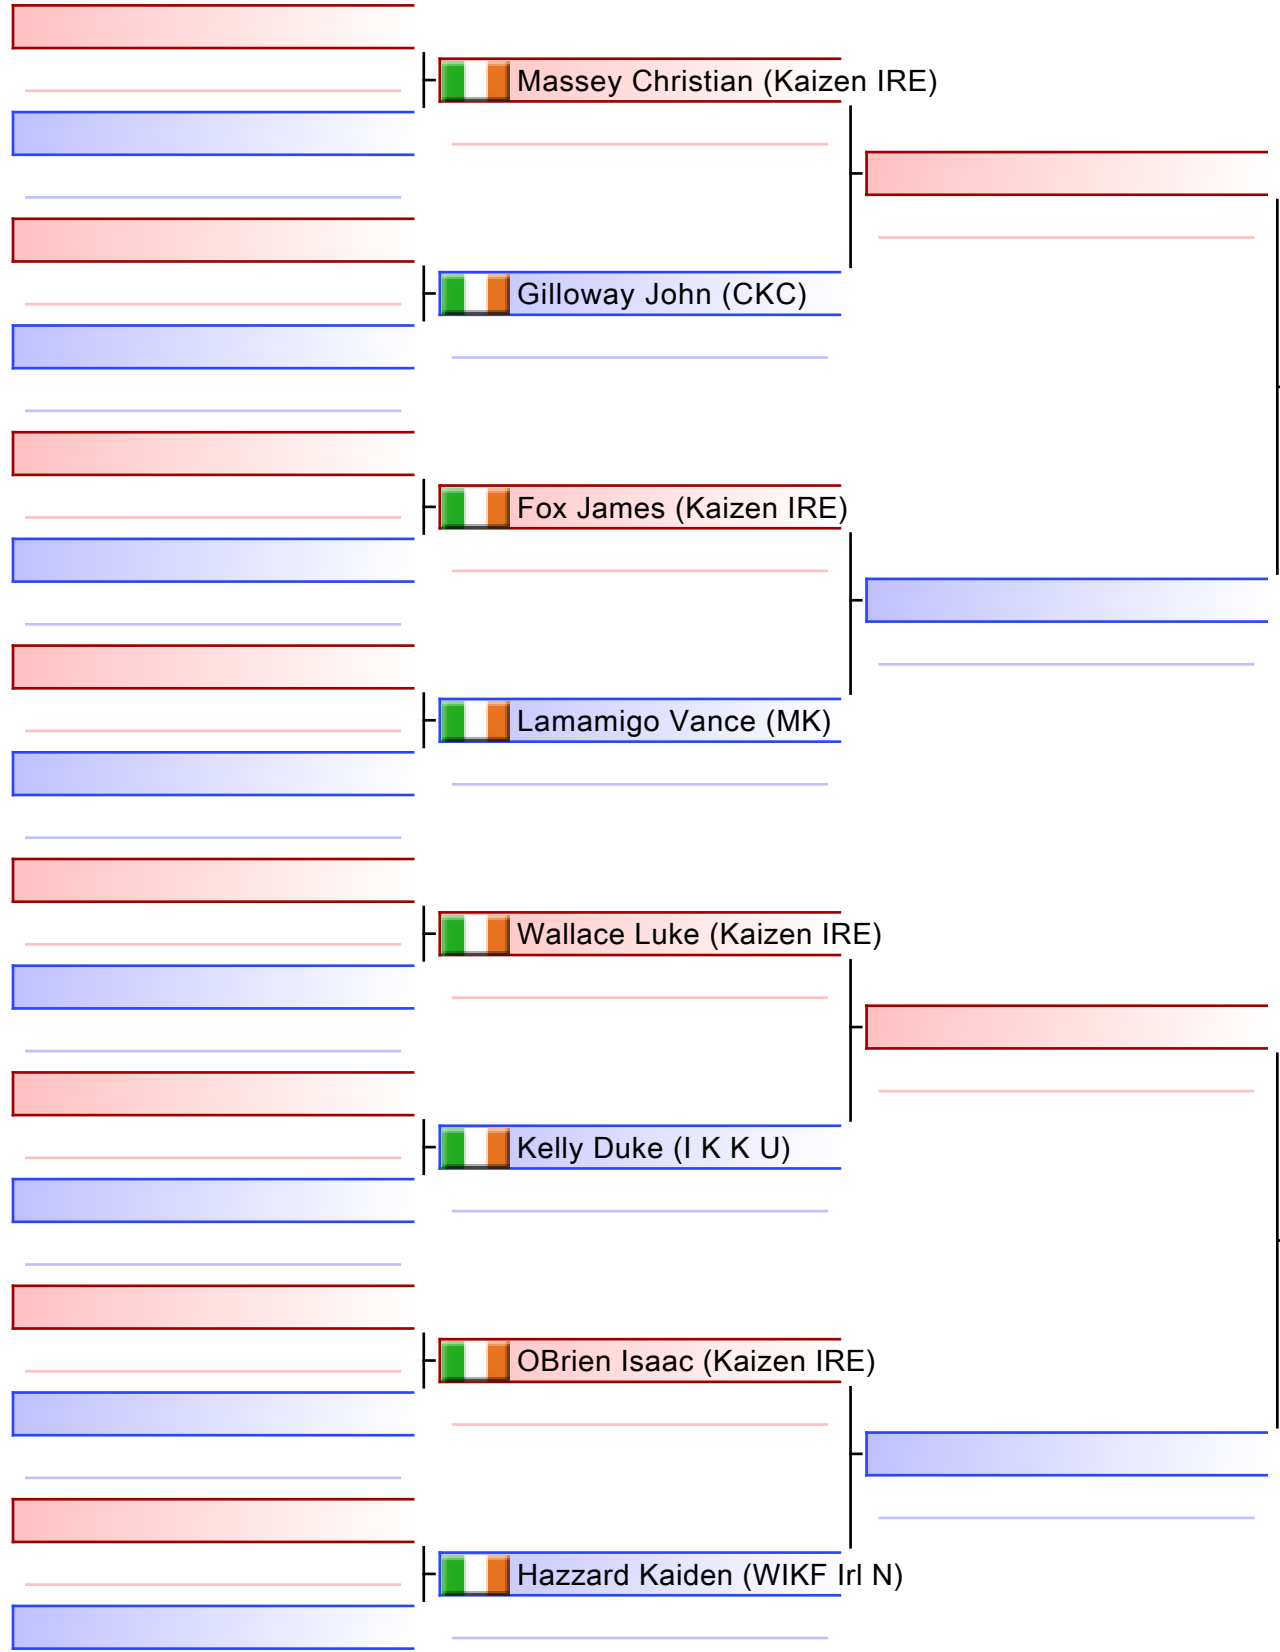 Massey Christian (Kaizen IRE)
Gilloway John (CKC)
Fox James (Kaizen IRE)
Lamamigo Vance (MK)
Wallace Luke (Kaizen IRE)
Kelly Duke (I K K U)
OBrien Isaac (Kaizen IRE)
Hazzard Kaiden (WIKF Irl N)